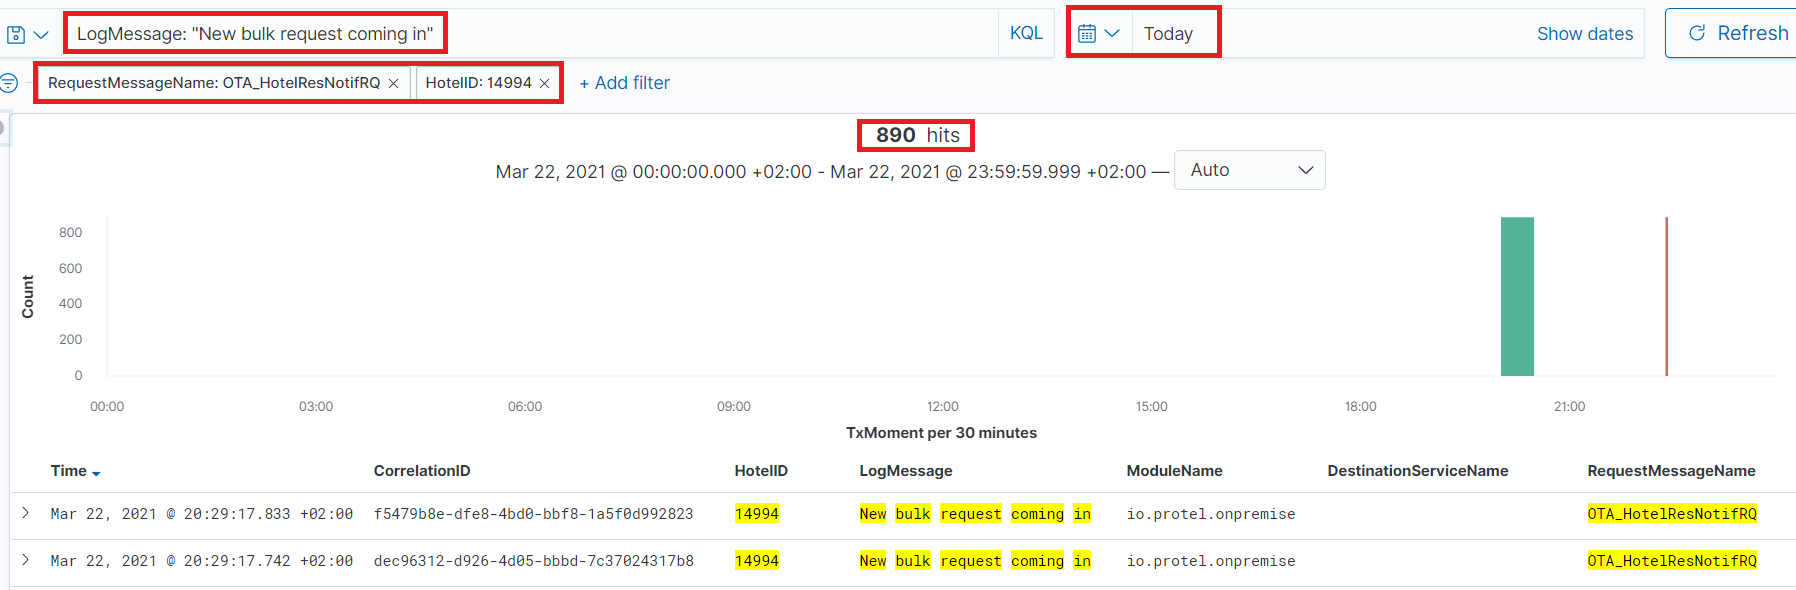 LogMessage: "New bulk request coming in" KQL Today Show dates Refresh
RequestMessageName: OTA_HotelResNotifRQ × HotelID: 14994 × + Add filter
890 hits
Mar 22, 2021 @ 00:00:00.000 +02:00 - Mar 22, 2021 @ 23:59:59.999 +02:00 — Auto
800
600
400
200
0
Count
00:00 03:00 06:00 09:00 12:00 15:00 18:00 21:00
TxMoment per 30 minutes
Time CorrelationID HotelID LogMessage ModuleName DestinationServiceName RequestMessageName
Mar 22, 2021 @ 20:29:17.833 +02:00 f5479b8e-dfe8-4bd0-bbf8-1a5f0d992823 14994 New bulk request coming in io.protel.onpremise OTA_HotelResNotifRQ
Mar 22, 2021 @ 20:29:17.742 +02:00 dec96312-d926-4d05-bbbd-7c37024317b8 14994 New bulk request coming in io.protel.onpremise OTA_HotelResNotifRQ